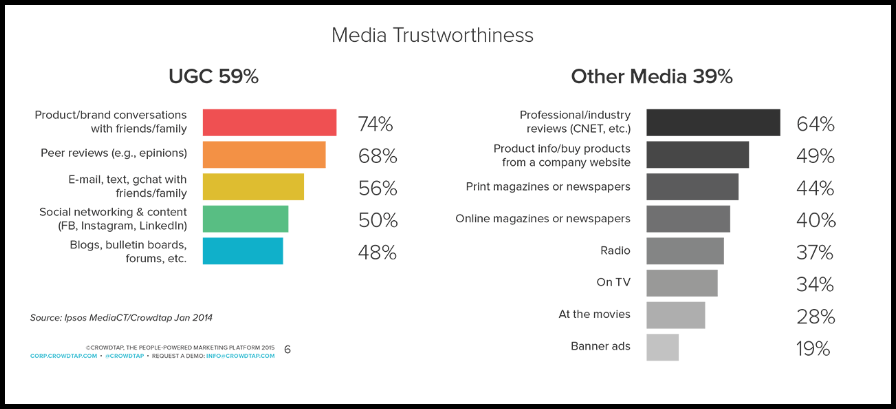 Media Trustworthiness
UGC 59%
Product/brand conversations
with friends/family
74%
Peer reviews (e.g., epinions)
68%
E-mail, text, gchat with
friends/family
56%
Social networking & content
(FB, Instagram, LinkedIn)
50%
Blogs, bulletin boards,
forums, etc.
48%
Other Media 39%
Professional/industry
reviews (CNET, etc.)
64%
Product info/buy products
from a company website
49%
Print magazines or newspapers
44%
Online magazines or newspapers
40%
Radio
37%
On TV
34%
At the movies
28%
Banner ads
19%
Source: Ipsos MediaCT/Crowdtap Jan 2014
©CROWDTAP, THE PEOPLE-POWERED MARKETING PLATFORM 2015
CORP.CROWDTAP.COM • @CROWDTAP • REQUEST A DEMO: INFO@CROWDTAP.COM
6